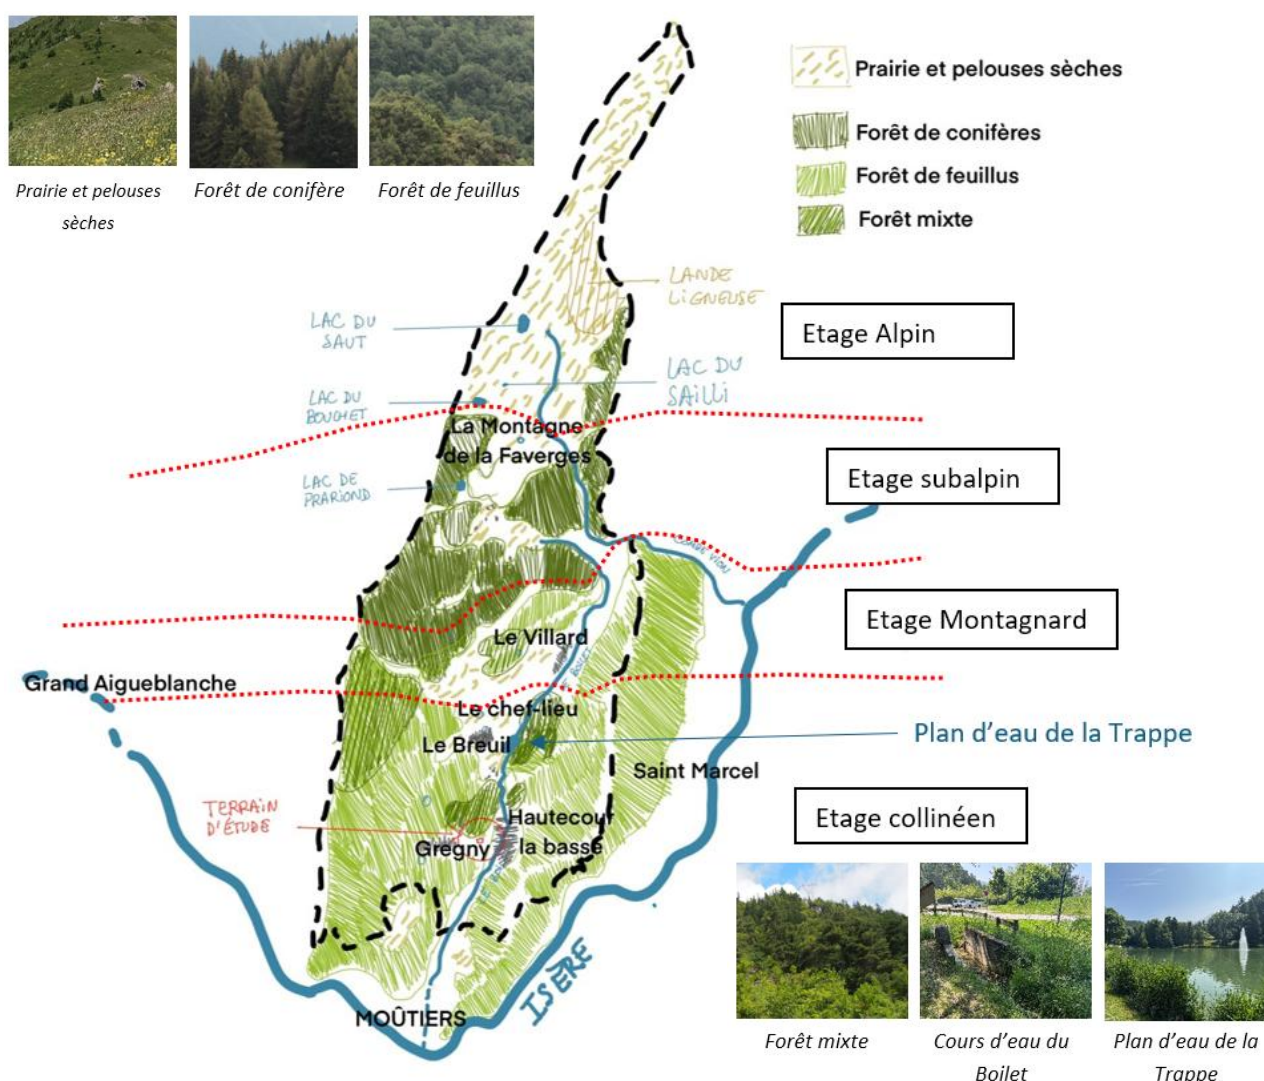 Prairie et pelouses
sèches
Forêt de conifère
Forêt de feuillus
Prairie et pelouses sèches
Forêt de conifères
Forêt de feuillus
Forêt mixte
LANDE
LIGNEUSE
LAC DU
SAUT
Etage Alpin
LAC DU
SAILLI
LAC DU
BOUCHET
La Montagne
de la Faverges
Etage subalpin
LAC DE
PRARIOND
Etage Montagnard
Le Villard
LE BOILET
Grand Aigueblanche
Le chef-lieu
Le Breuil
Plan d'eau de la Trappe
Saint Marcel
TERRAIN
D'ÉTUDE
Etage collinéen
Hautecour
la basse
Gregny
ISÈRE
MOÛTIERS
Forêt mixte
Cours d'eau du
Boilet
Plan d'eau de la
Trappe